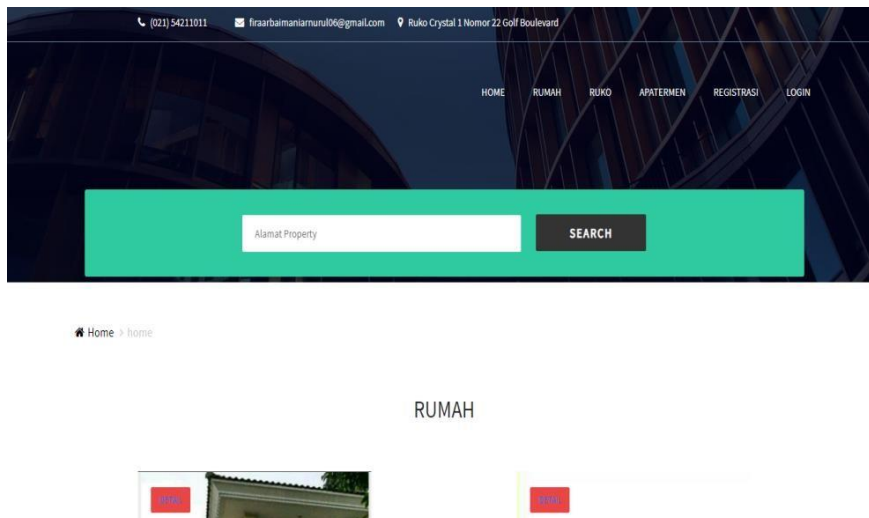 (021) 54211011 firaarbaimaniarnurul06@gmail.com Ruko Crystal 1 Nomor 22 Golf Boulevard
HOME RUMAH RUKO APATERMEN REGISTRASI LOGIN
Alamat Property SEARCH
Home > home
RUMAH